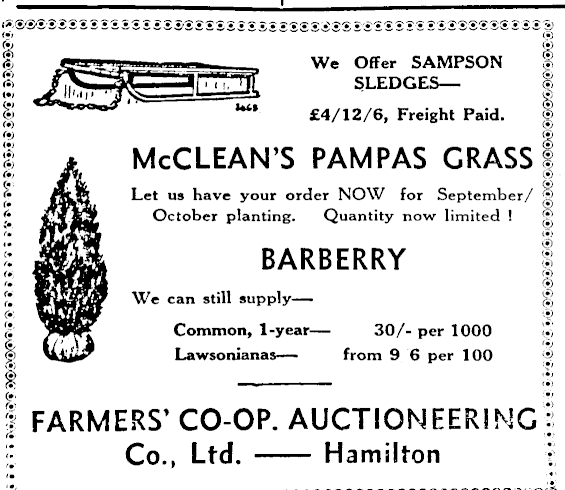 We Offer SAMPSON
SLEDGES—
£4/12/6, Freight Paid.
McCLEAN'S PAMPAS GRASS
Let us have your order NOW for September/
October planting. Quantity now limited !
BARBERRY
We can still supply—
Common, 1-year— 30/- per 1000
Lawsonianas— from 9 6 per 100
FARMERS' CO-OP. AUCTIONEERING
Co., Ltd. — Hamilton